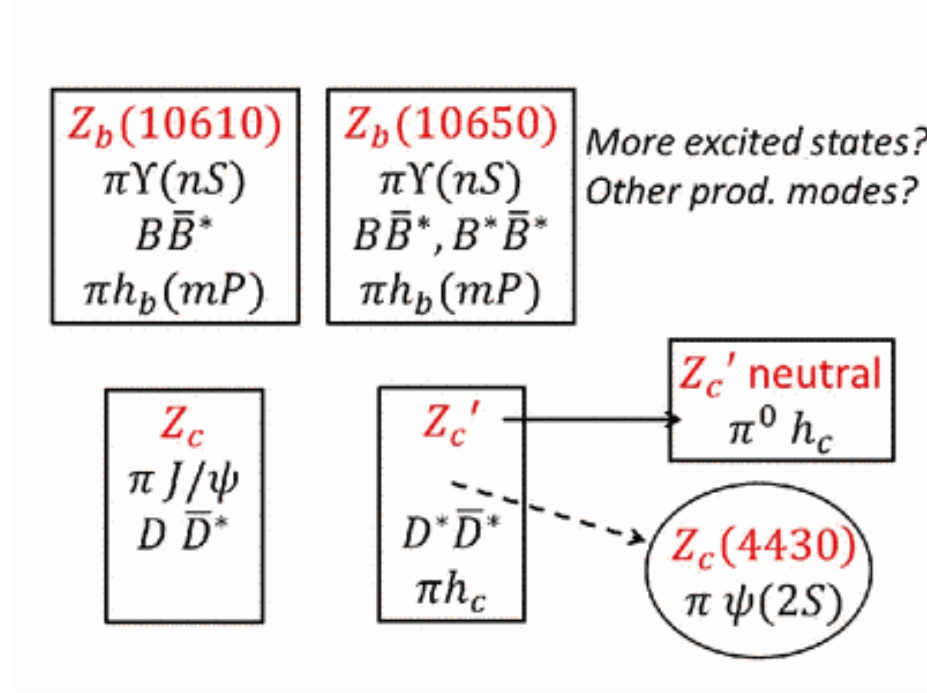 Z_b(10610)
πΥ(nS)
BB̅*
πh_b(mP)
Z_b(10650)
πΥ(nS)
BB̅*, B*B̅*
πh_b(mP)
More excited states?
Other prod. modes?
Z_c
π J/ψ
D D̅*
Z_c′
D*D̅*
πh_c
Z_c′ neutral
π⁰ h_c
Z_c(4430)
π ψ(2S)